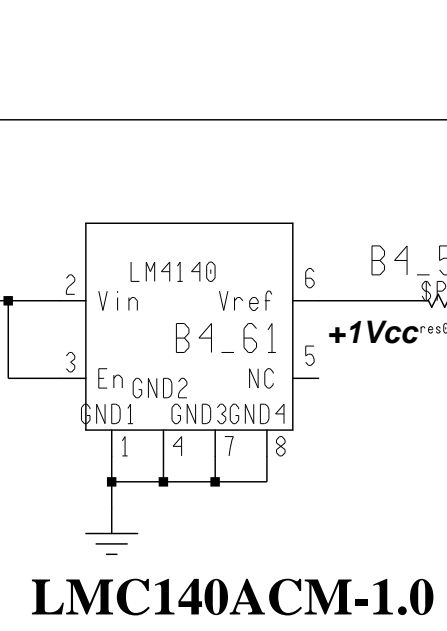 B4_5
LM4140
2
6
$P
Vin
Vref
+1Vcc
B4_61
3
5
En
NC
GND2
GND1
GND3
GND4
1
4
7
8
LMC140ACM-1.0